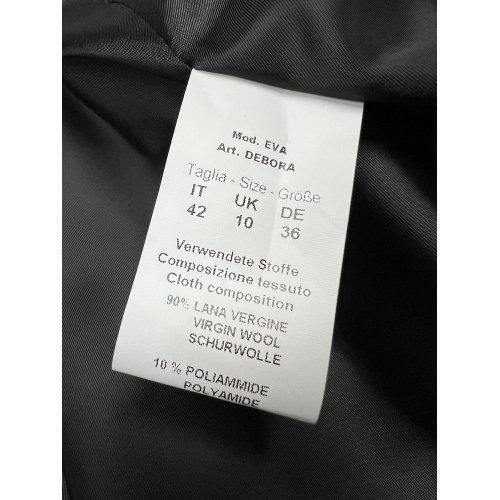 Mod. EVA
Art. DEBORA
Taglia - Size - Größe
IT UK DE
42 10 36
Verwendete Stoffe
Composizione tessuto
Cloth composition
90% LANA VERGINE
VIRGIN WOOL
SCHURWOLLE
10 % POLIAMMIDE
POLYAMIDE